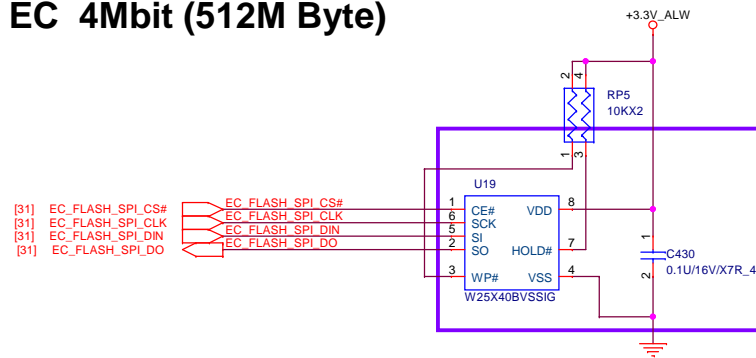 EC 4Mbit (512M Byte)
+3.3V_ALW
2 4
RP5
10KX2
1 3
U19
[31] EC_FLASH_SPI_CS# EC_FLASH_SPI_CS# 1 CE# VDD 8
[31] EC_FLASH_SPI_CLK EC_FLASH_SPI_CLK 6 SCK
[31] EC_FLASH_SPI_DIN EC_FLASH_SPI_DIN 5 SI
[31] EC_FLASH_SPI_DO EC_FLASH_SPI_DO 2 SO HOLD# 7
3 WP# VSS 4
W25X40BVSSIG
1
C430
0.1U/16V/X7R_4
2